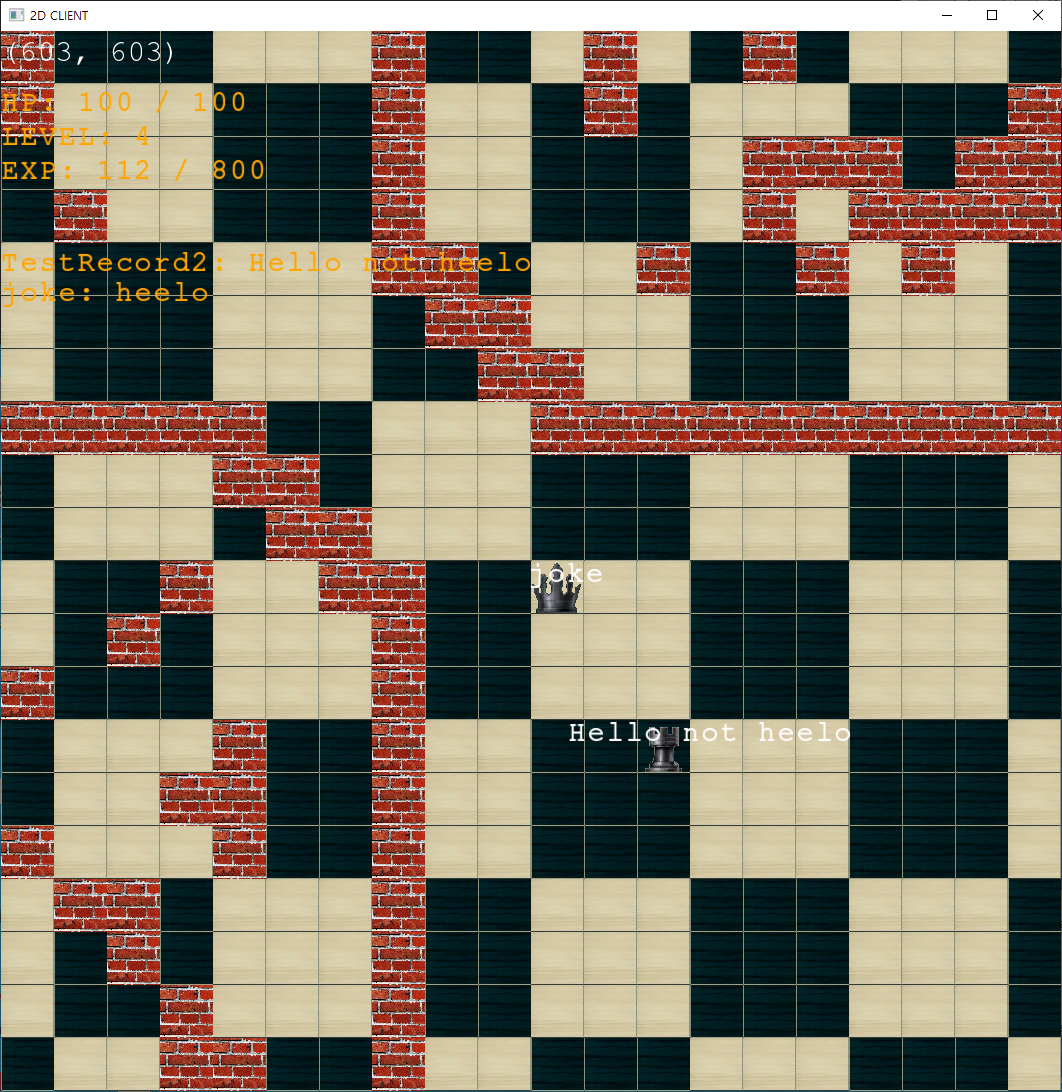 2D CLIENT
(603, 603)
HP: 100 / 100
LEVEL: 4
EXP: 112 / 800
TestRecord2: Hello not heelo
joke: heelo
joke
Hello not heelo